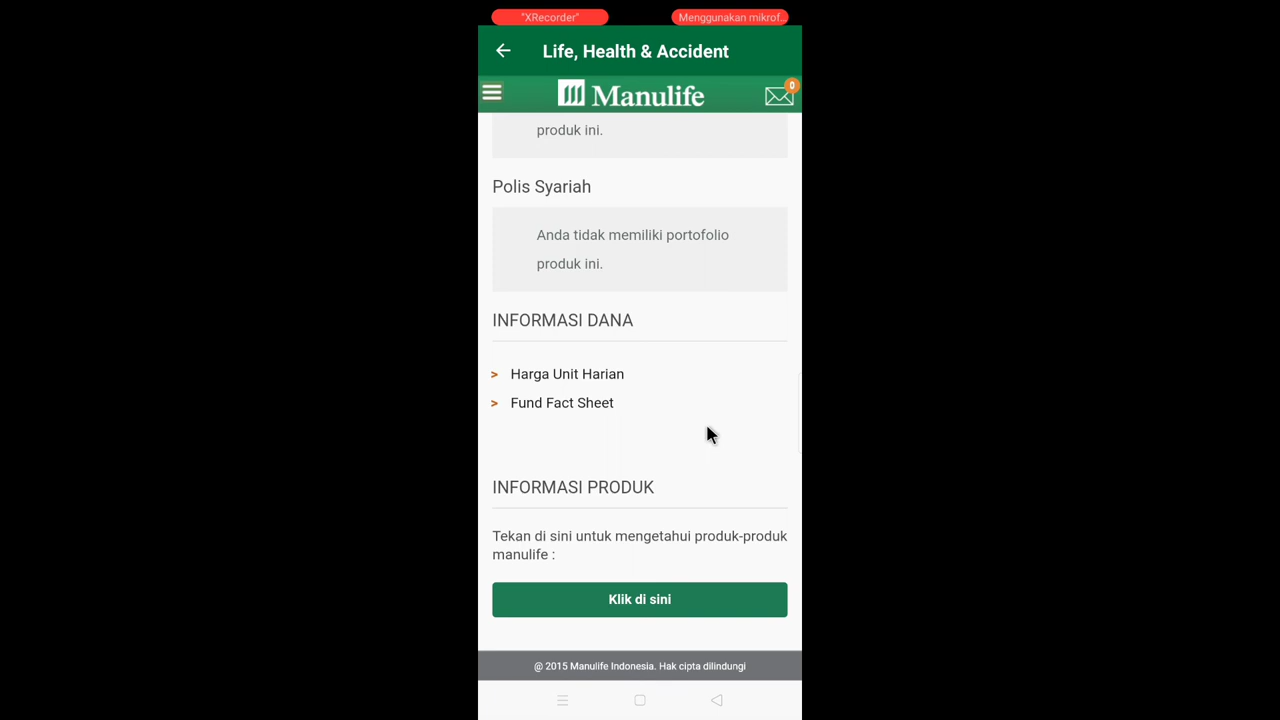 "XRecorder"
Menggunakan mikrof...
Life, Health & Accident
Manulife
0
produk ini.
Polis Syariah
Anda tidak memiliki portofolio
produk ini.
INFORMASI DANA
> Harga Unit Harian
> Fund Fact Sheet
INFORMASI PRODUK
Tekan di sini untuk mengetahui produk-produk
manulife :
Klik di sini
@ 2015 Manulife Indonesia. Hak cipta dilindungi